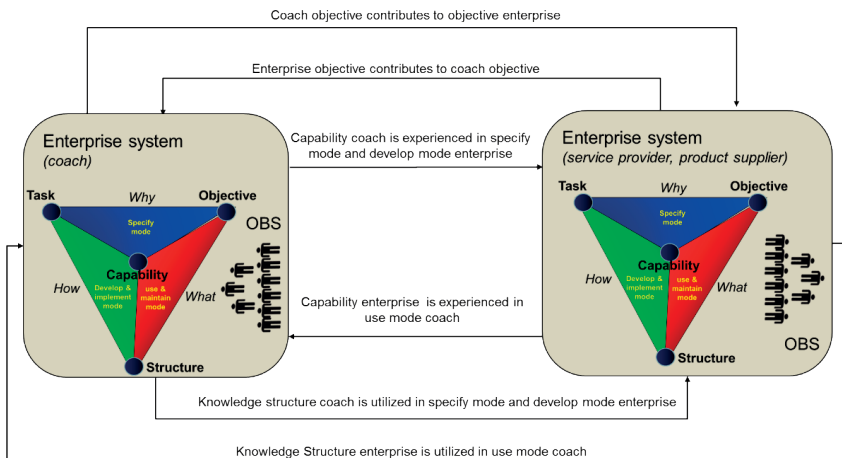 Coach objective contributes to objective enterprise
Enterprise objective contributes to coach objective
Enterprise system
(coach)
Task
Why
Objective
Specify
mode
OBS
Capability
How
Develop &
implement
mode
use &
maintain
mode
What
Structure
Capability coach is experienced in specify
mode and develop mode enterprise
Capability enterprise is experienced in
use mode coach
Enterprise system
(service provider, product supplier)
Task
Why
Objective
Specify
mode
Capability
How
Develop &
implement
mode
use &
maintain
mode
What
OBS
Structure
Knowledge structure coach is utilized in specify mode and develop mode enterprise
Knowledge Structure enterprise is utilized in use mode coach